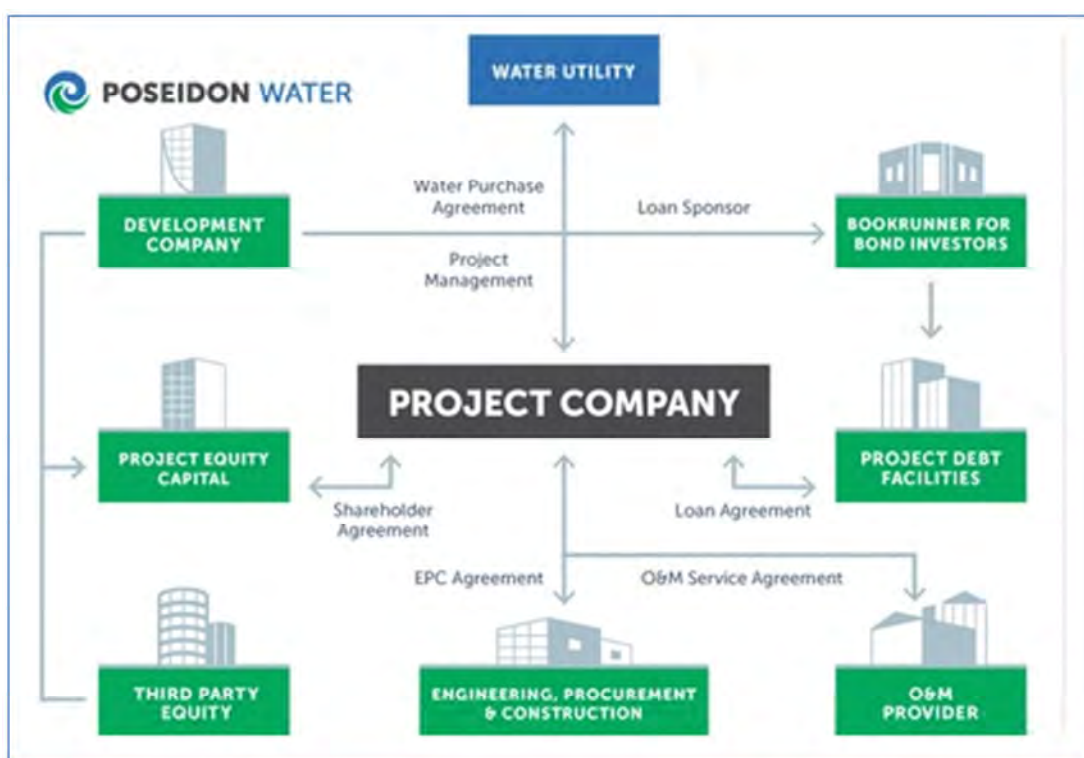 WATER UTILITY
POSEIDON WATER
DEVELOPMENT
COMPANY
Water Purchase
Agreement
Loan Sponsor
BOOKRUNNER FOR
BOND INVESTORS
Project
Management
PROJECT COMPANY
PROJECT EQUITY
CAPITAL
PROJECT DEBT
FACILITIES
Shareholder
Agreement
Loan Agreement
EPC Agreement
O&M Service Agreement
THIRD PARTY
EQUITY
ENGINEERING, PROCUREMENT
& CONSTRUCTION
O&M
PROVIDER